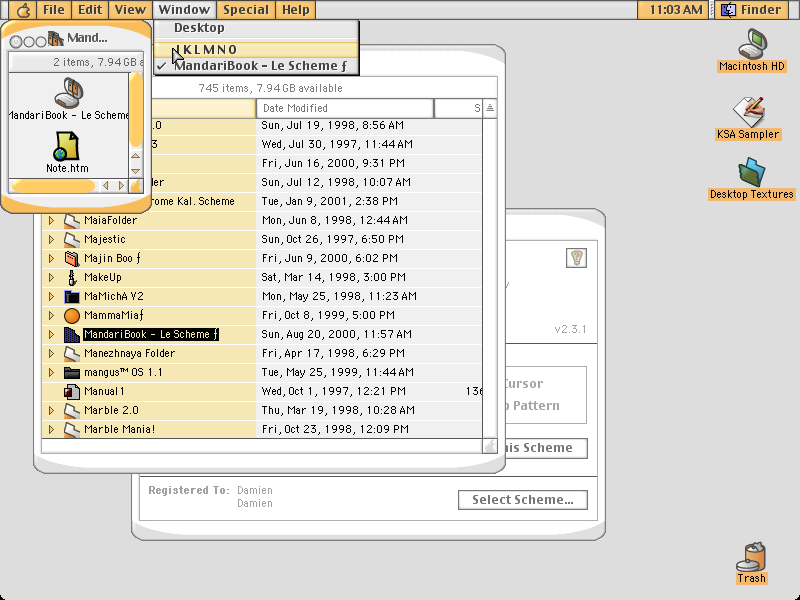 File Edit View Window Special Help 11:03 AM Finder
Desktop
J K L M N O
✓ MandariBook - Le Scheme ƒ
Mand...
2 items, 7.94GB a
MandariBook - Le Scheme
Note.htm
745 items, 7.94GB available
Date Modified S
.0 Sun, Jul 19, 1998, 8:56 AM
3 Wed, Jul 30, 1997, 11:44 AM
Fri, Jun 16, 2000, 9:31 PM
der Sun, Jul 12, 1998, 10:07 AM
rome Kal. Scheme Tue, Jan 9, 2001, 2:38 PM
MaiaFolder Mon, Jun 8, 1998, 12:44 AM
Majestic Sun, Oct 26, 1997, 6:50 PM
Majin Boo ƒ Fri, Jun 9, 2000, 6:02 PM
MakeUp Sat, Mar 14, 1998, 3:00 PM
MaMichA V2 Mon, May 25, 1998, 11:23 AM
MammaMiaƒ Fri, Oct 8, 1999, 5:00 PM
MandariBook - Le Scheme ƒ Sun, Aug 20, 2000, 11:57 AM
Manezhnaya Folder Fri, Apr 17, 1998, 6:29 PM
mangus™ OS 1.1 Tue, May 25, 1999, 11:44 AM
Manual1 Wed, Oct 1, 1997, 12:21 PM 136
Marble 2.0 Thu, Mar 19, 1998, 10:28 AM
Marble Mania! Fri, Oct 23, 1998, 12:09 PM
v2.3.1
Cursor
p Pattern
his Scheme
Registered To: Damien
Damien
Select Scheme...
Macintosh HD
KSA Sampler
Desktop Textures
Trash